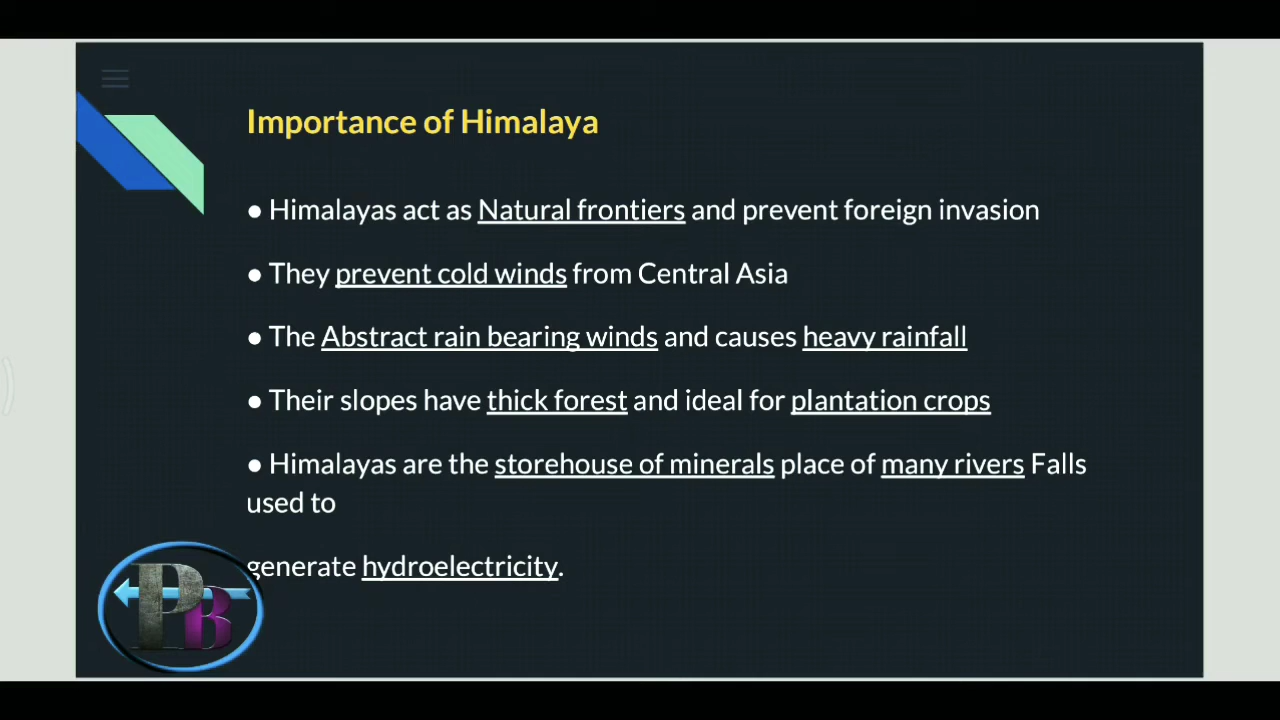 Importance of Himalaya
● Himalayas act as Natural frontiers and prevent foreign invasion
● They prevent cold winds from Central Asia
● The Abstract rain bearing winds and causes heavy rainfall
● Their slopes have thick forest and ideal for plantation crops
● Himalayas are the storehouse of minerals place of many rivers Falls
used to
generate hydroelectricity.
PB